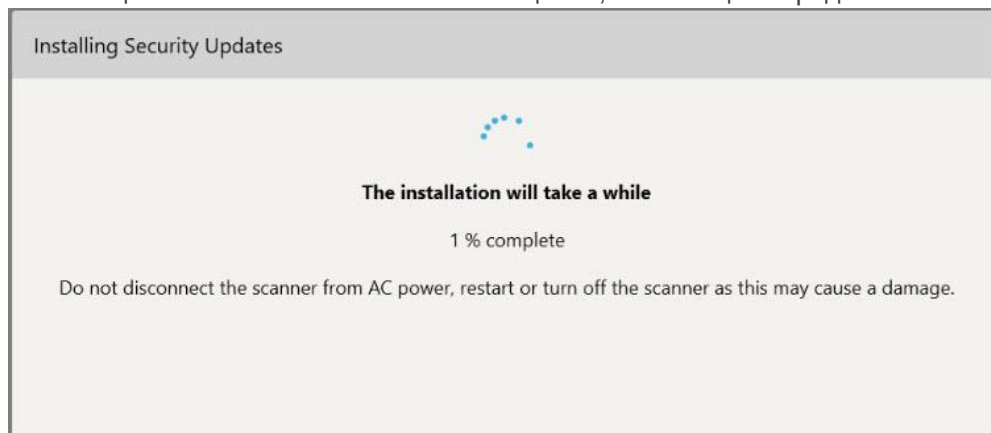 Installing Security Updates
The installation will take a while
1 % complete
Do not disconnect the scanner from AC power, restart or turn off the scanner as this may cause a damage.